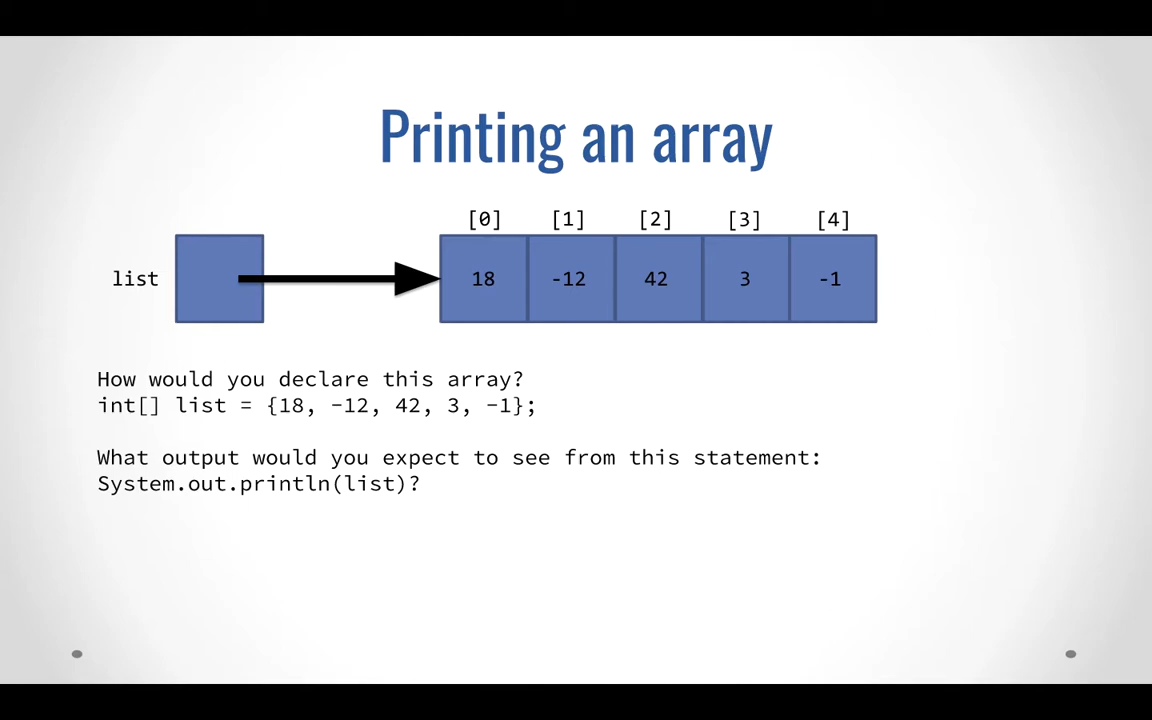 Printing an array
[0] [1] [2] [3] [4]
list 18 -12 42 3 -1
How would you declare this array?
int[] list = {18, -12, 42, 3, -1};
What output would you expect to see from this statement:
System.out.println(list)?